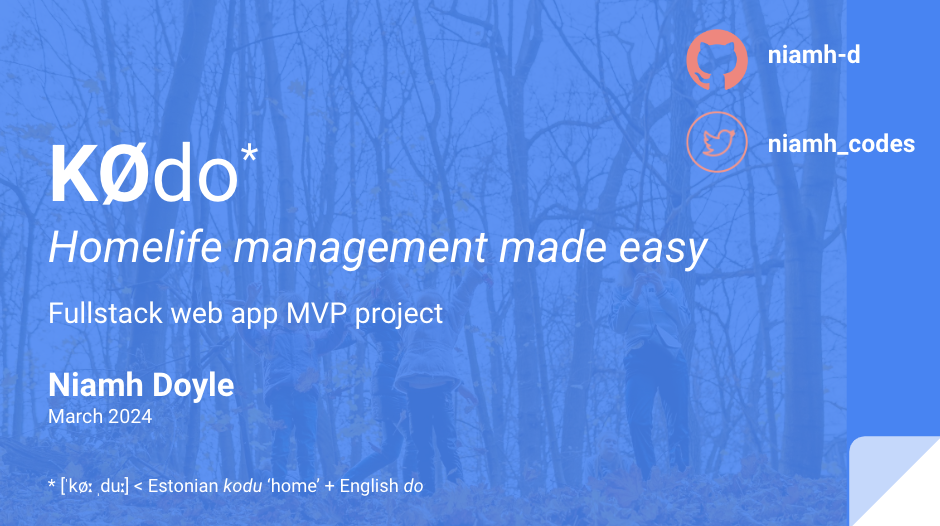 niamh-d
niamh_codes
KØdo*
Homelife management made easy
Fullstack web app MVP project
Niamh Doyle
March 2024
* [ˈkøː ˌduː] < Estonian kodu ‘home’ + English do